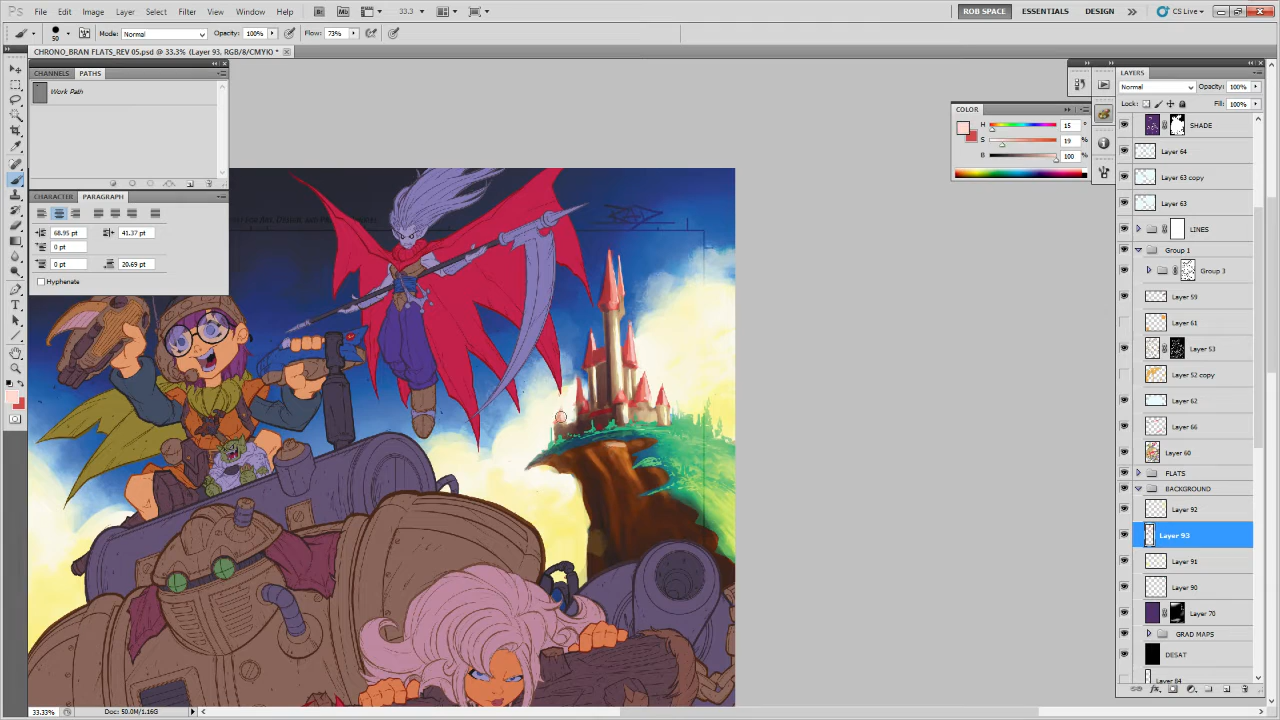 Ps File Edit Image Layer Select Filter Analysis 3D View Window Help Mb 33.3 ROB SPACE ESSENTIALS DESIGN CS Live
50 Mode: Normal Opacity: 100% Flow: 73%
CHRONO_BRAN FLATS_REV 05.psd @ 33.3% (Layer 93, RGB/8/CMYK) *
CHANNELS PATHS
Work Path
CHARACTER PARAGRAPH
68.95 pt 41.37 pt
0 pt
0 pt 20.69 pt
Hyphenate
COLOR
H 15 °
S 19 %
B 100 %
LAYERS
Normal Opacity: 100%
Lock: Fill: 100%
SHADE
Layer 64
Layer 63 copy
Layer 63
LINES
Group 1
Group 3
Layer 59
Layer 61
Layer 53
Layer 52 copy
Layer 62
Layer 66
Layer 60
FLATS
BACKGROUND
Layer 92
Layer 93
Layer 91
Layer 90
Layer 70
GRAD MAPS
DESAT
Layer 84
33.33% Doc: 50.0M/1.16G